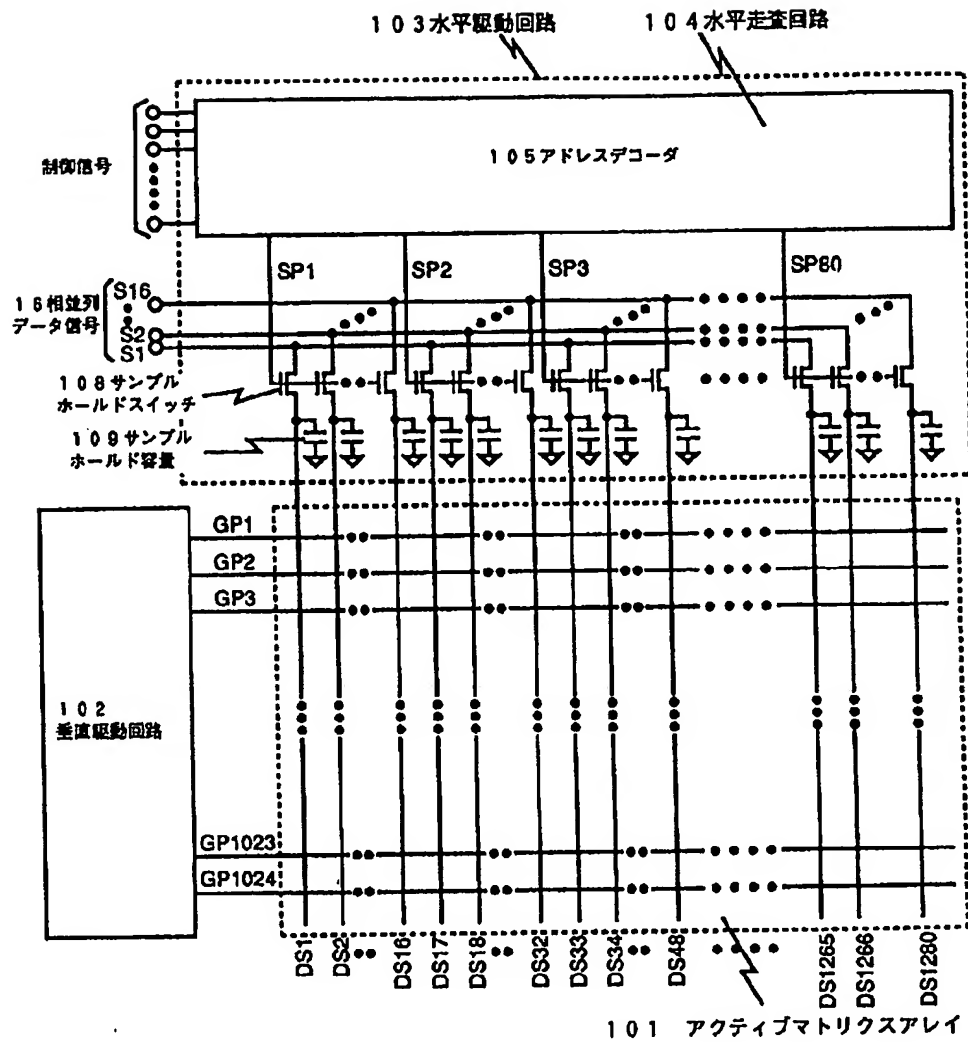 103水平駆動回路
104水平走査回路
制御信号
105アドレスデコーダ
SP1
SP2
SP3
SP80
16相並列
データ信号
S16
S2
S1
108サンプル
ホールドスイッチ
109サンプル
ホールド容量
GP1
GP2
GP3
102
垂直駆動回路
GP1023
GP1024
DS1
DS2
DS16
DS17
DS18
DS32
DS33
DS34
DS48
DS1265
DS1266
DS1280
101 アクティブマトリクスアレイ